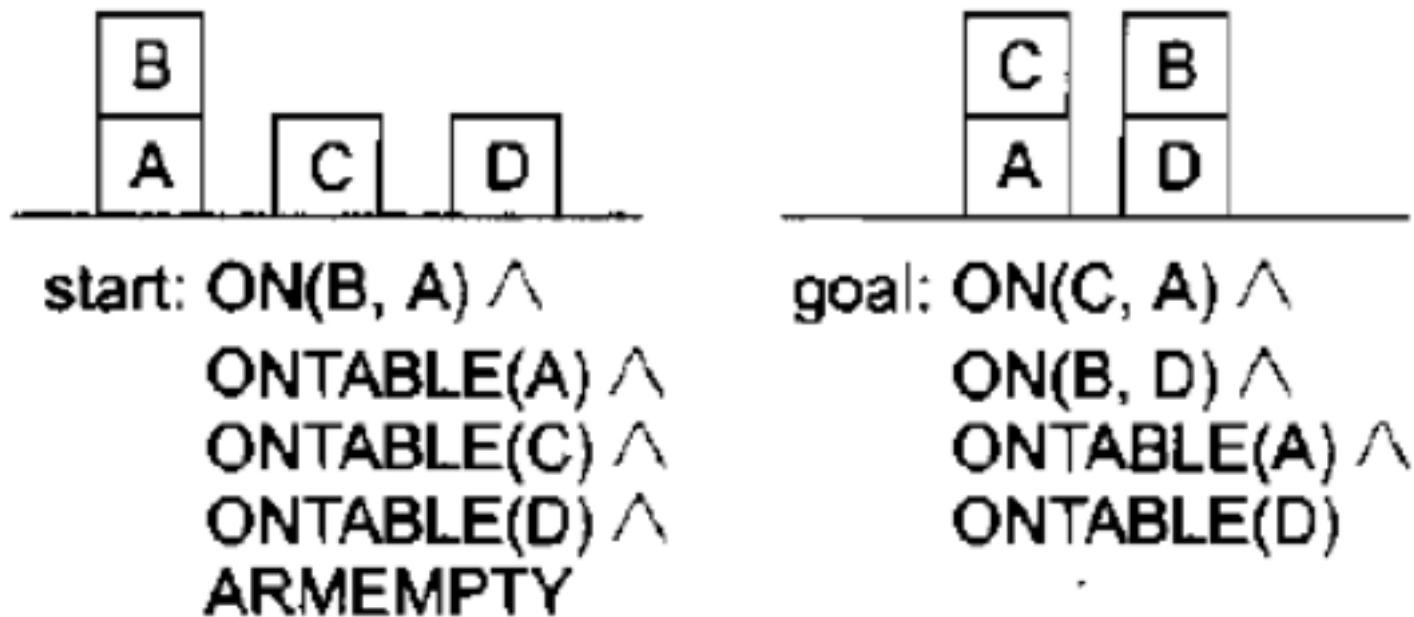 B
A
C
D
C
B
A
D
start: ON(B, A) ∧
ONTABLE(A) ∧
ONTABLE(C) ∧
ONTABLE(D) ∧
ARMEMPTY
goal: ON(C, A) ∧
ON(B, D) ∧
ONTABLE(A) ∧
ONTABLE(D)